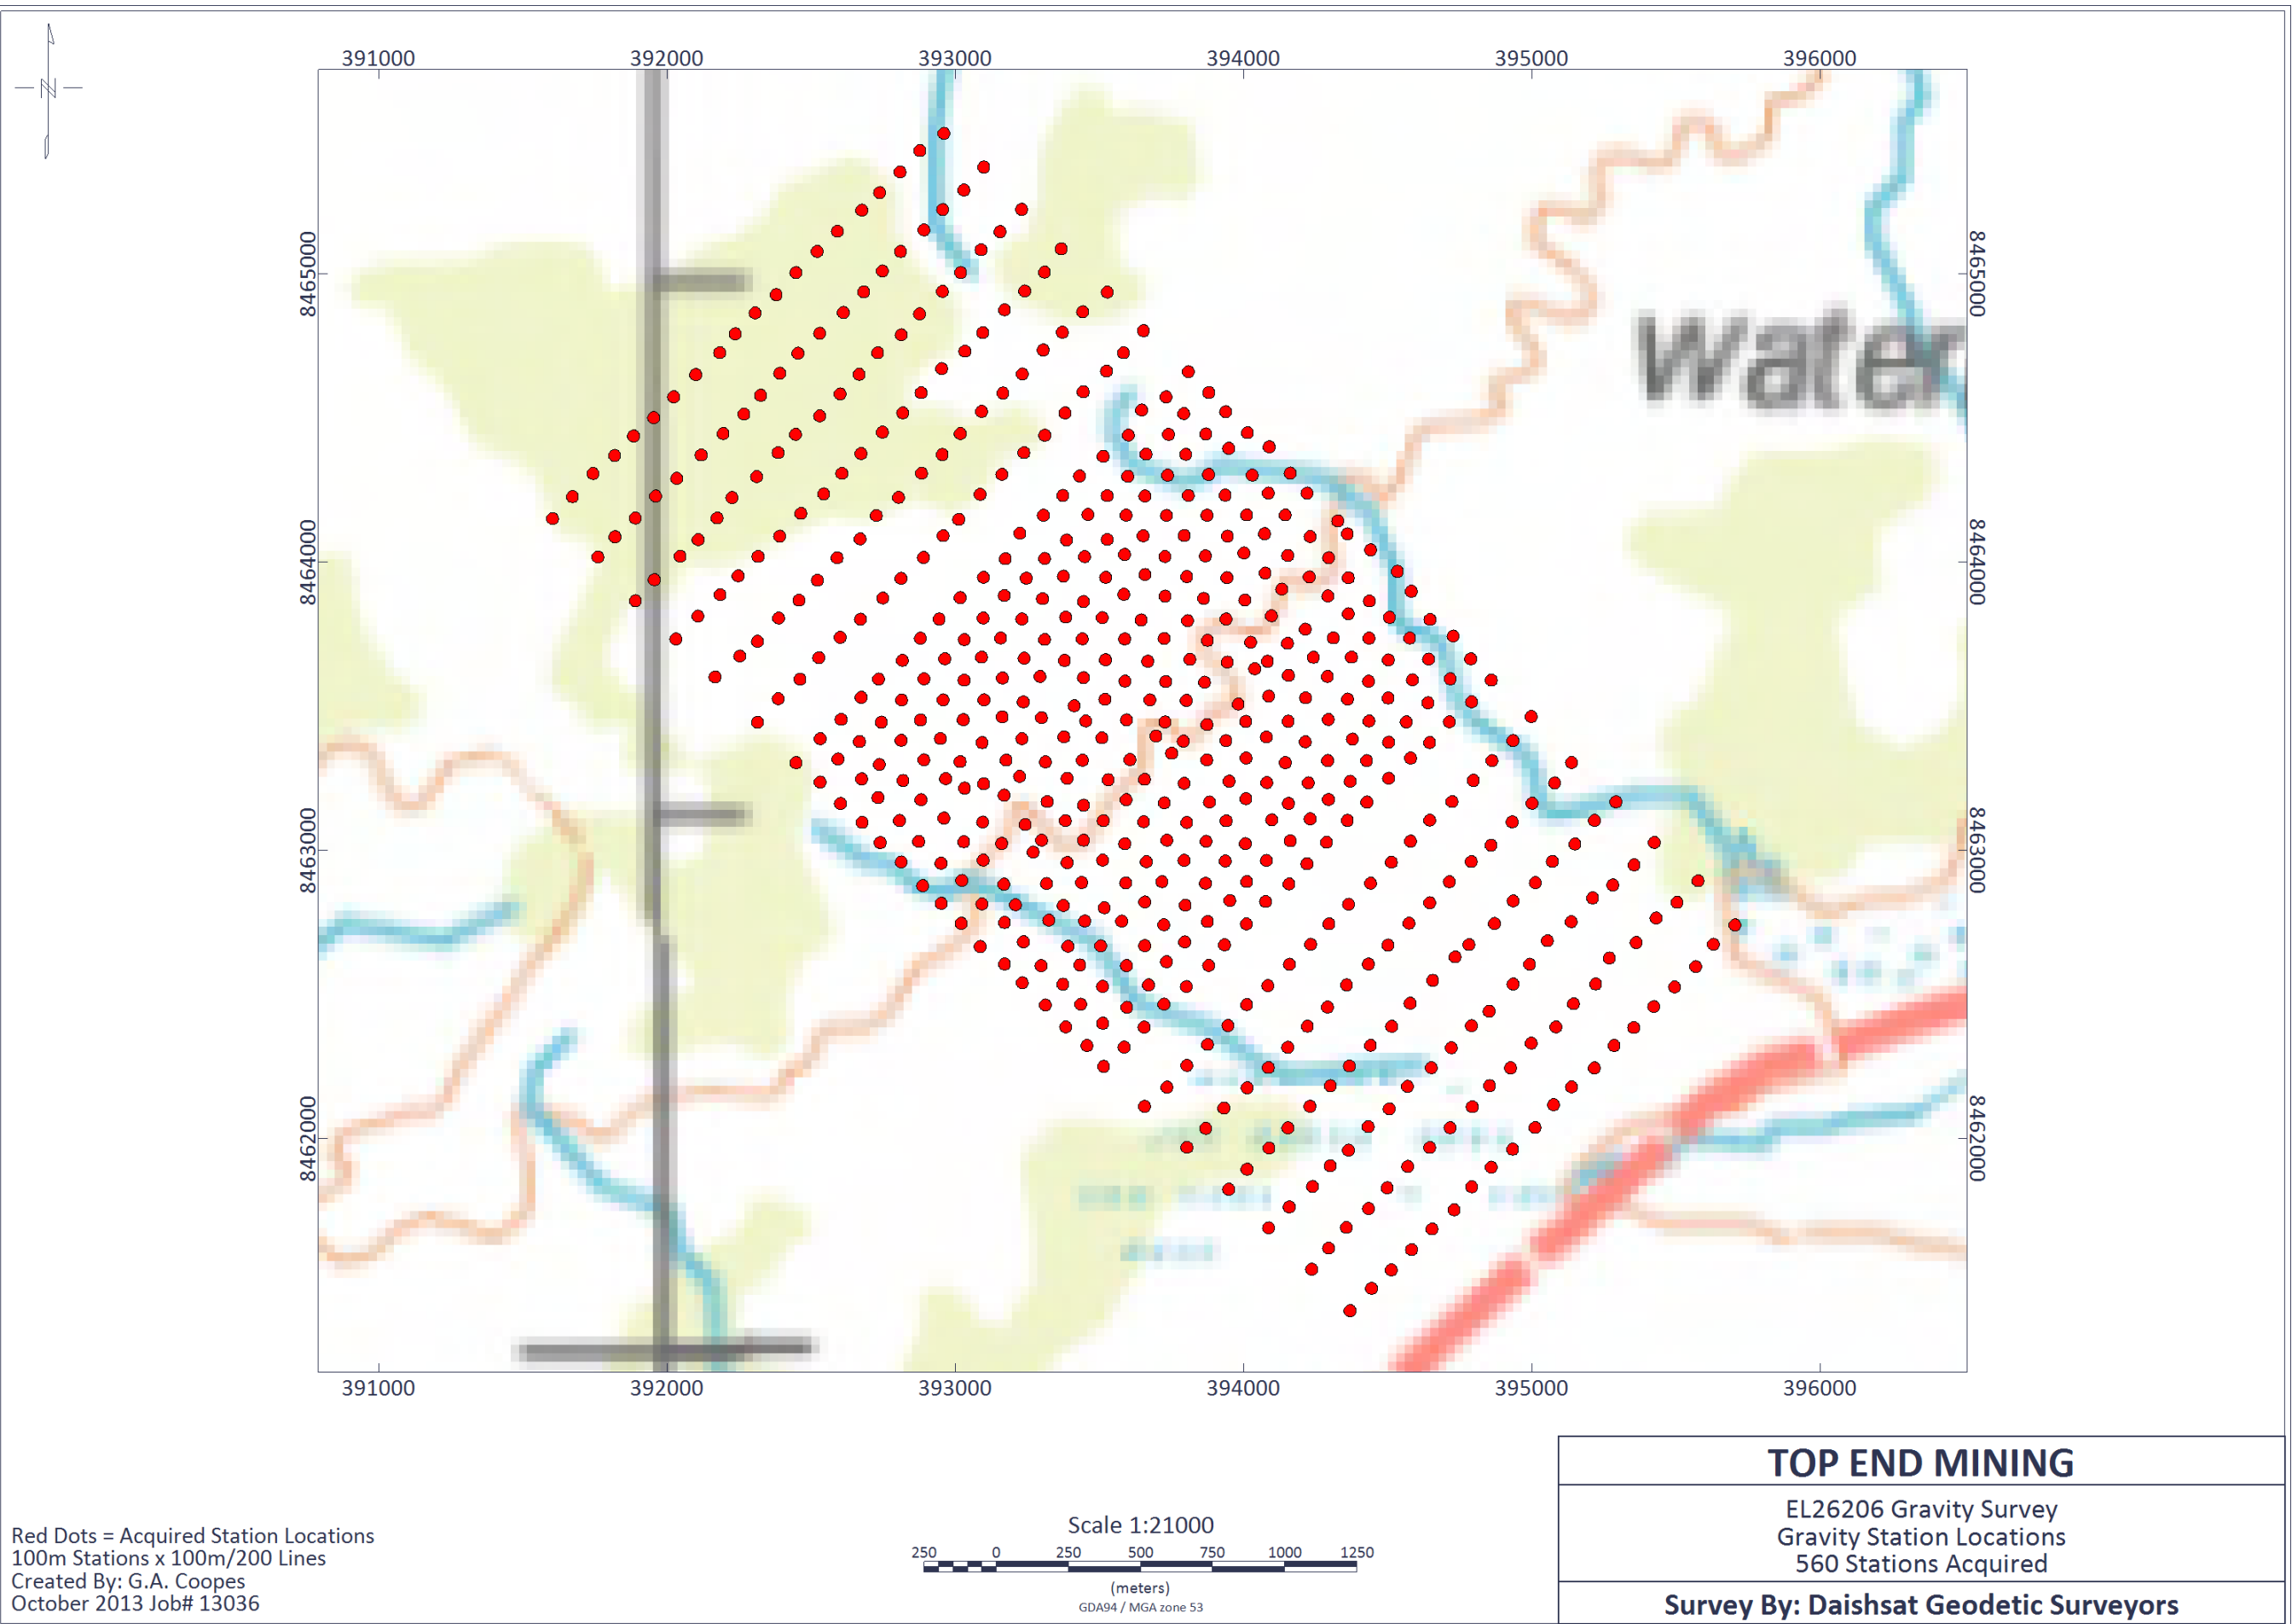 N
391000 392000 393000 394000 395000 396000
8465000 8465000
water
8464000 8464000
8463000 8463000
8462000 8462000
391000 392000 393000 394000 395000 396000
TOP END MINING
EL26206 Gravity Survey
Gravity Station Locations
560 Stations Acquired
Survey By: Daishsat Geodetic Surveyors
Scale 1:21000
250 0 250 500 750 1000 1250
(meters)
GDA94 / MGA zone 53
Red Dots = Acquired Station Locations
100m Stations x 100m/200 Lines
Created By: G.A. Coopes
October 2013 Job# 13036